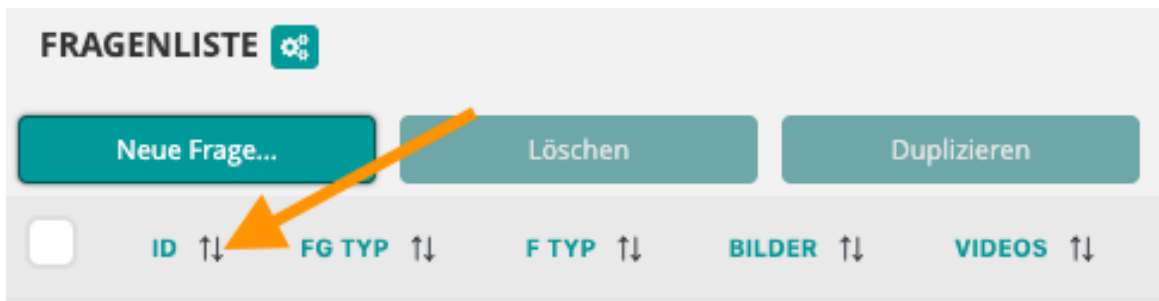 FRAGENLISTE
Neue Frage... Löschen Duplizieren
ID FG TYP F TYP BILDER VIDEOS